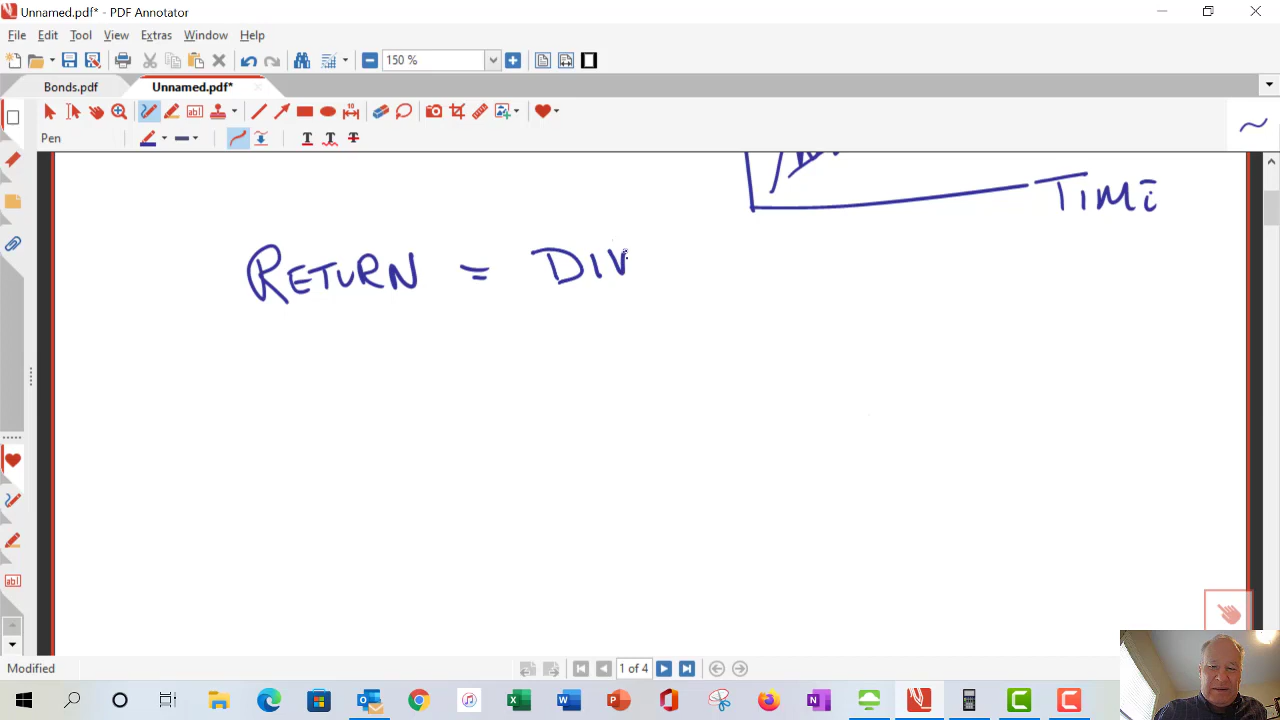 Unnamed.pdf* - PDF Annotator
File Edit Tool View Extras Window Help
150 %
Bonds.pdf Unnamed.pdf*
Pen
TIME
RETURN = DIV
Modified
1 of 4